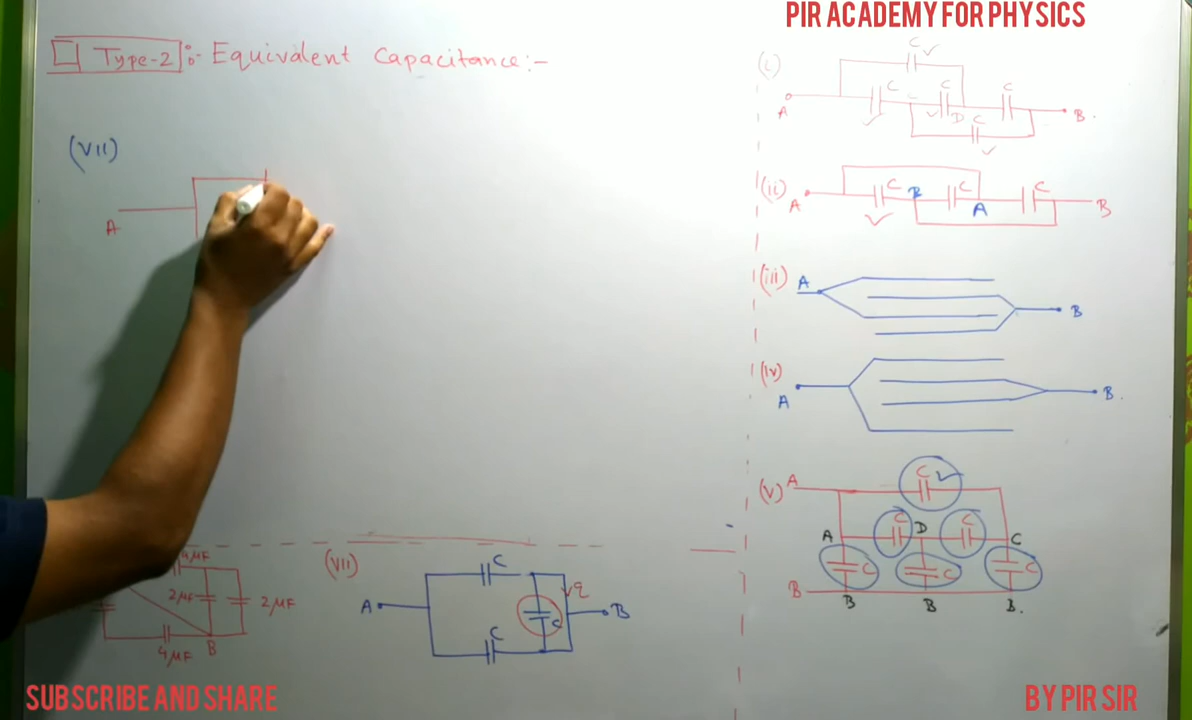 PIR ACADEMY FOR PHYSICS
Type-2 :- Equivalent Capacitance:-
(VII)
A
(i)
A
C
C
C
D
C
C
B.
(ii)
A
C
B
C
A
C
B
(iii)
A
B
(iv)
A
B.
(v)
A
C
A
C
D
C
C
C
C
C
B
B
B
B.
4μF
2μF
2μF
4μF
B
(VII)
A
C
C
C
q
B
SUBSCRIBE AND SHARE
BY PIR SIR